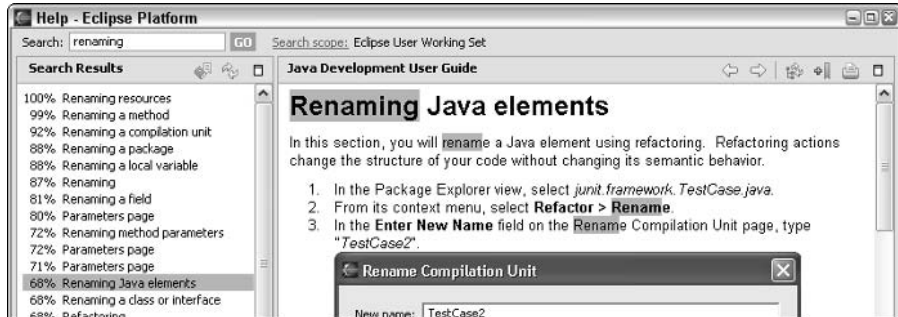 Help - Eclipse Platform
Search: renaming GO Search scope: Eclipse User Working Set
Search Results
100% Renaming resources
99% Renaming a method
92% Renaming a compilation unit
88% Renaming a package
88% Renaming a local variable
87% Renaming
81% Renaming a field
80% Parameters page
72% Renaming method parameters
72% Parameters page
71% Parameters page
68% Renaming Java elements
68% Renaming a class or interface
68% Refactoring
Java Development User Guide
Renaming Java elements
In this section, you will rename a Java element using refactoring. Refactoring actions
change the structure of your code without changing its semantic behavior.
1. In the Package Explorer view, select junit.framework.TestCase.java.
2. From its context menu, select Refactor > Rename.
3. In the Enter New Name field on the Rename Compilation Unit page, type
"TestCase2".
Rename Compilation Unit
New name: TestCase2